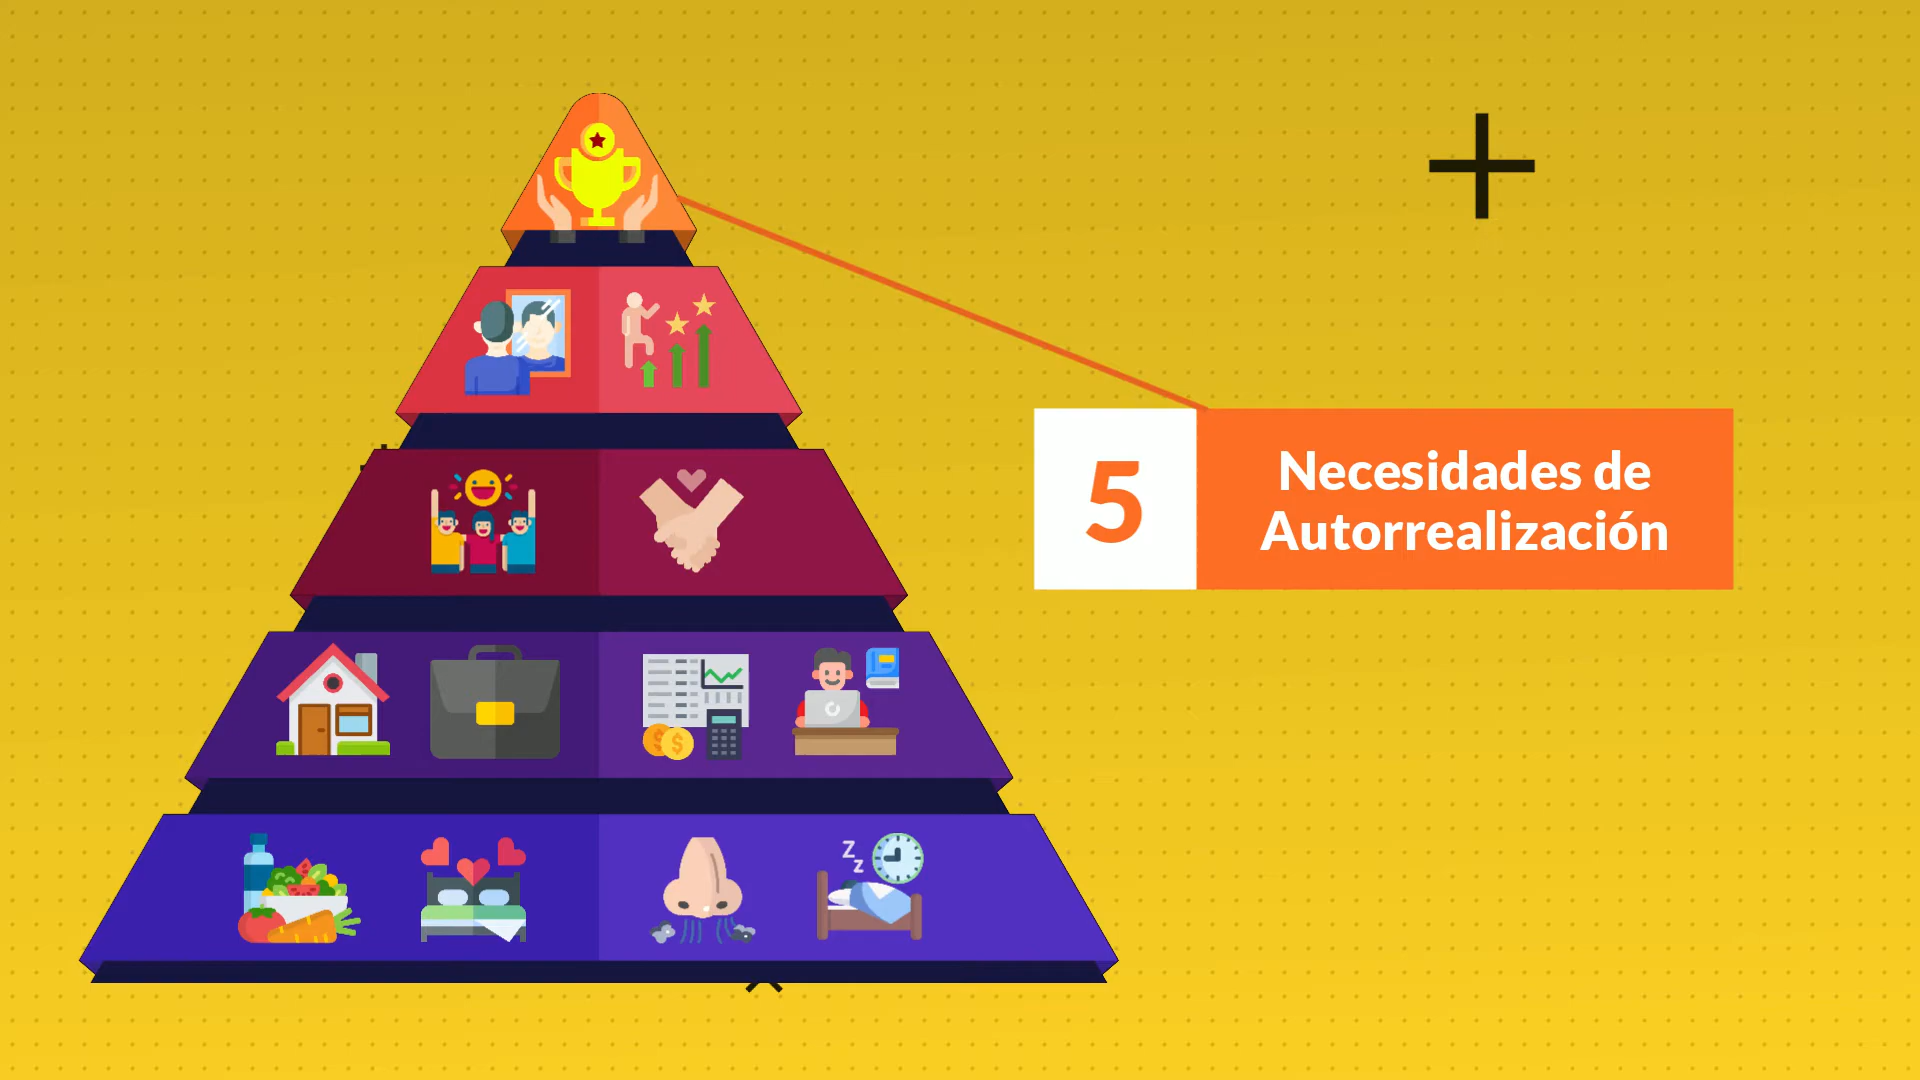 5
Necesidades de
Autorrealización
$
$
Z
z